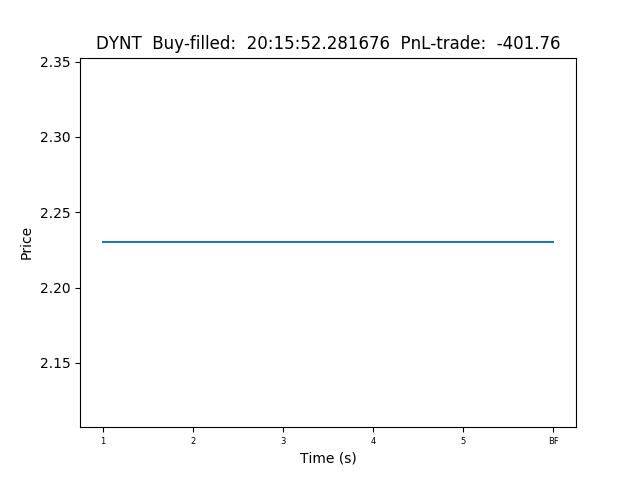 DYNT  Buy-filled:  20:15:52.281676  PnL-trade:  -401.76
2.35
2.30
2.25
2.20
2.15
Price
1 2 3 4 5 BF
Time (s)